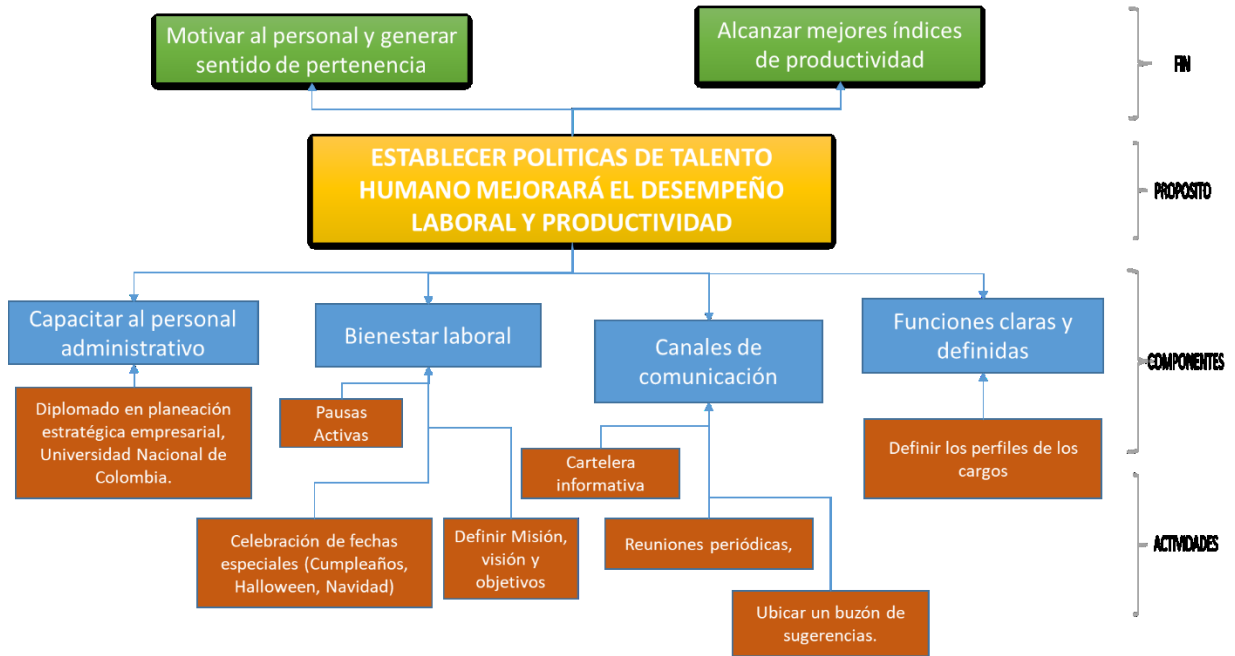 Motivar al personal y generar
sentido de pertenencia
Alcanzar mejores índices
de productividad
FIN
ESTABLECER POLITICAS DE TALENTO
HUMANO MEJORARÁ EL DESEMPEÑO
LABORAL Y PRODUCTIVIDAD
PROPOSITO
Capacitar al personal
administrativo
Bienestar laboral
Canales de
comunicación
Funciones claras y
definidas
COMPONENTES
Diplomado en planeación
estratégica empresarial,
Universidad Nacional de
Colombia.
Pausas
Activas
Cartelera
informativa
Definir los perfiles de los
cargos
Celebración de fechas
especiales (Cumpleaños,
Halloween, Navidad)
Definir Misión,
visión y
objetivos
Reuniones periódicas,
Ubicar un buzón de
sugerencias.
ACTIVIDADES